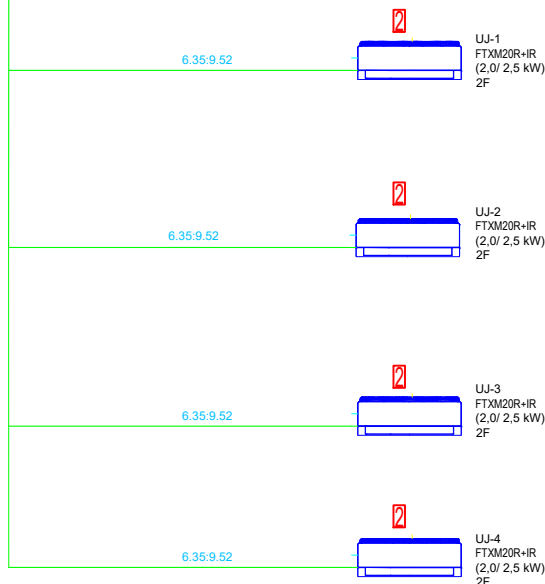 2
UJ-1
FTXM20R+IR
(2,0/ 2,5 kW)
2F
6.35:9.52
2
UJ-2
FTXM20R+IR
(2,0/ 2,5 kW)
2F
6.35:9.52
2
UJ-3
FTXM20R+IR
(2,0/ 2,5 kW)
2F
6.35:9.52
2
UJ-4
FTXM20R+IR
(2,0/ 2,5 kW)
2F
6.35:9.52